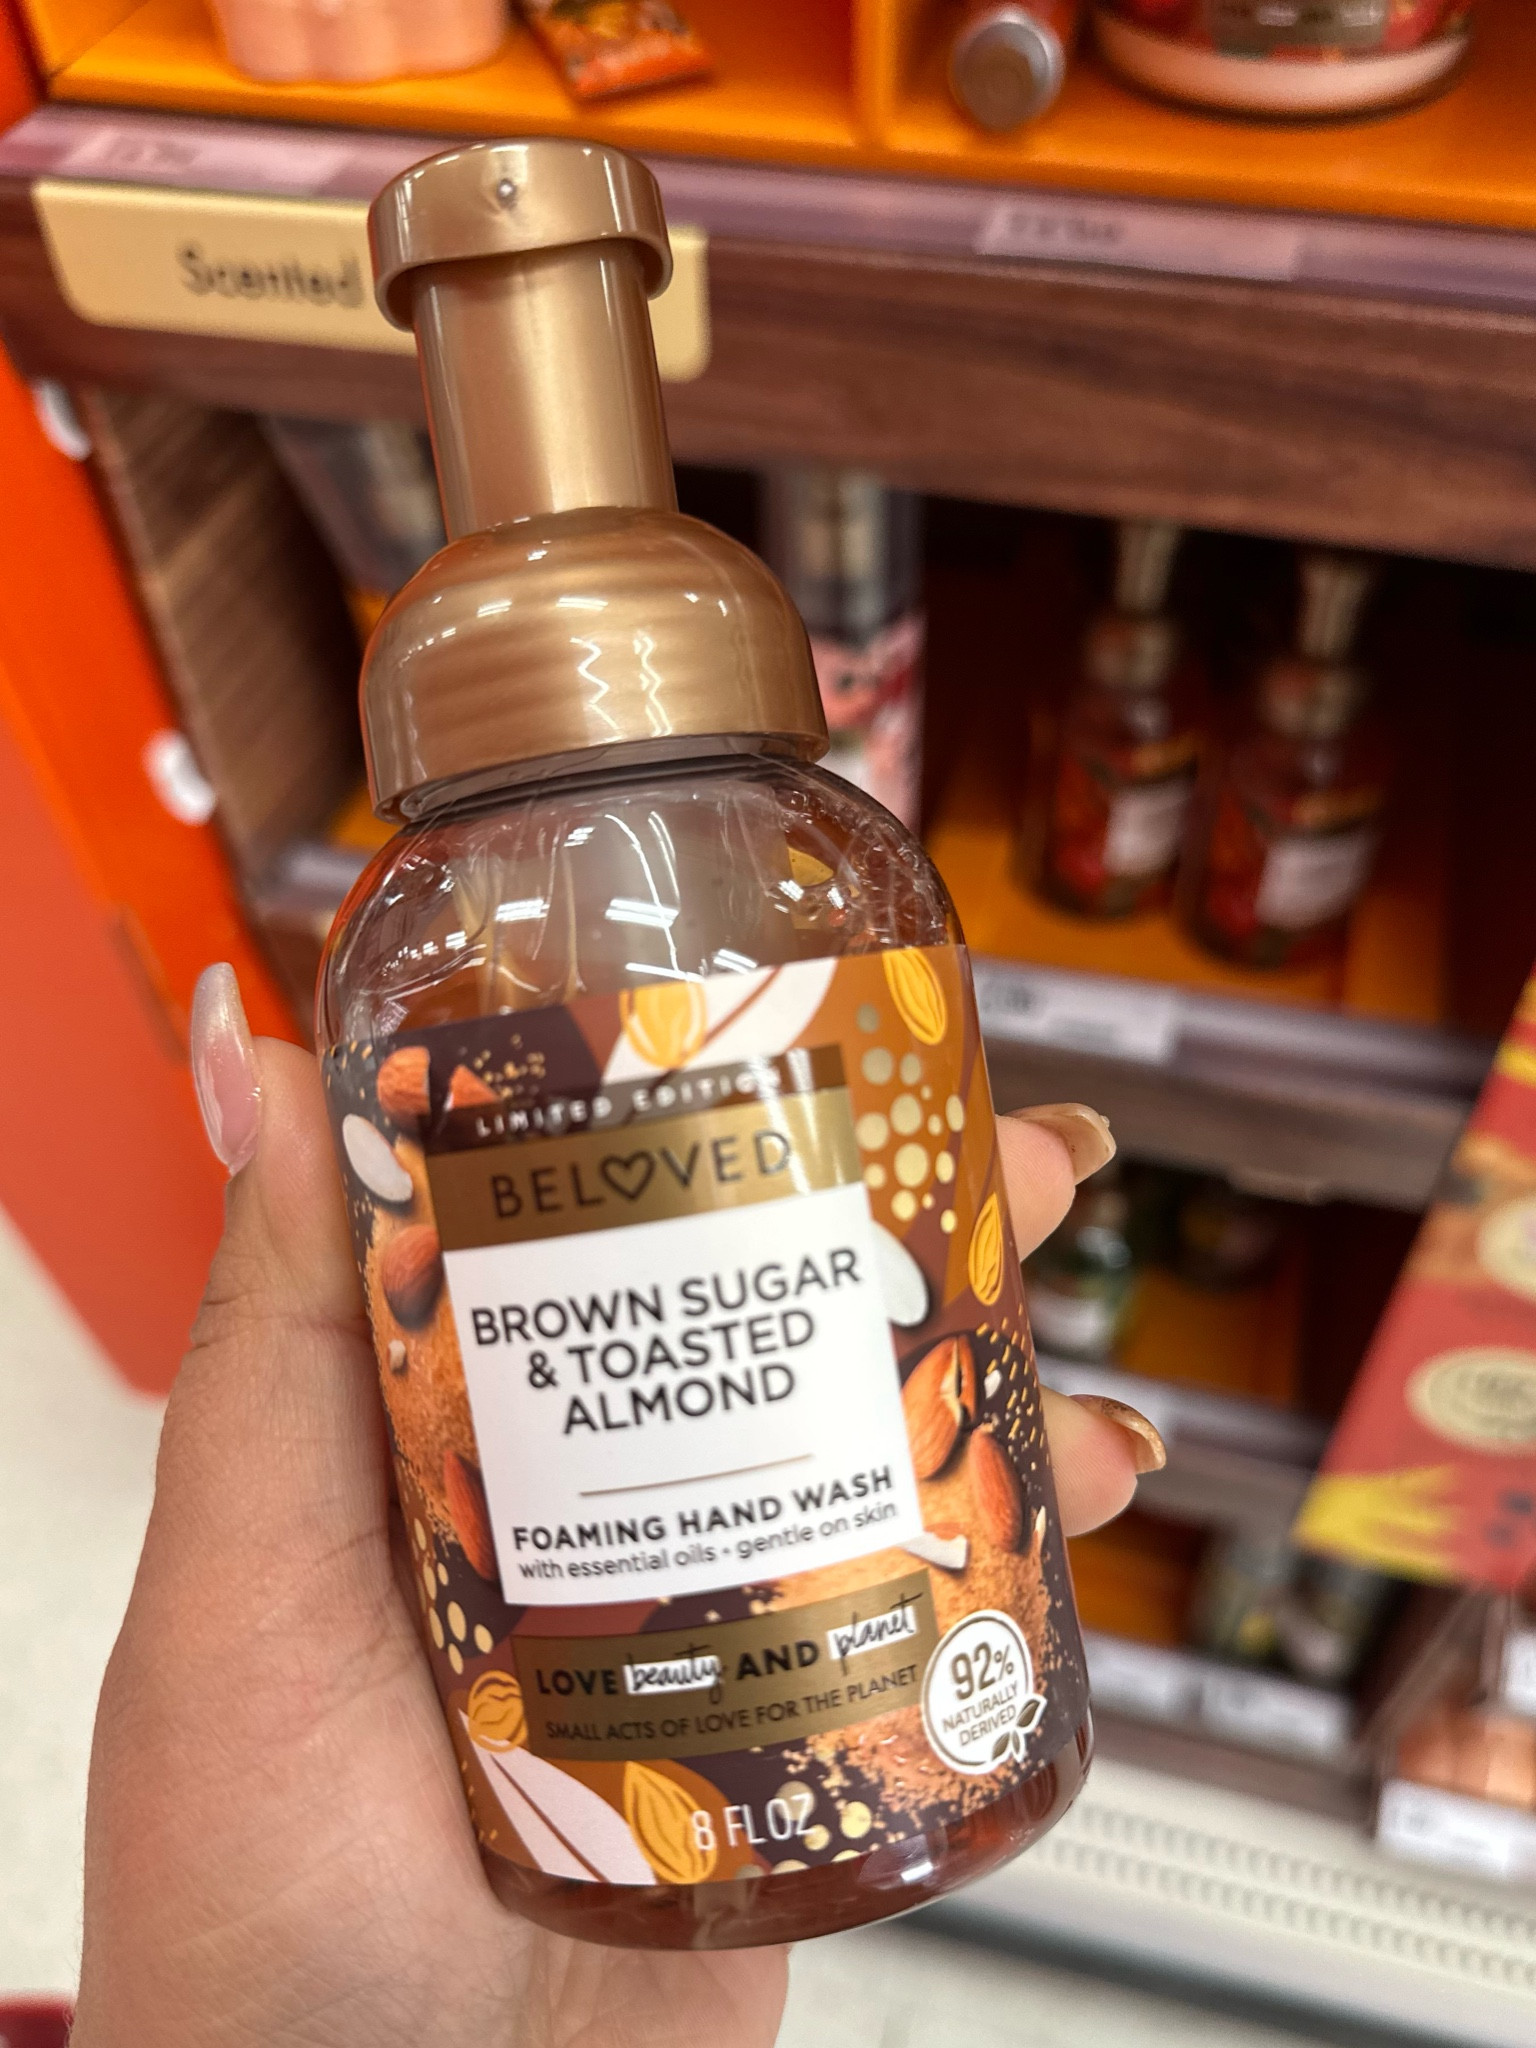 Scented
LIMITED EDITION
BELOVED
BROWN SUGAR
& TOASTED
ALMOND
FOAMING HAND WASH
with essential oils • gentle on skin
LOVE beauty AND planet
SMALL ACTS OF LOVE FOR THE PLANET
92%
NATURALLY
DERIVED
8 FL OZ